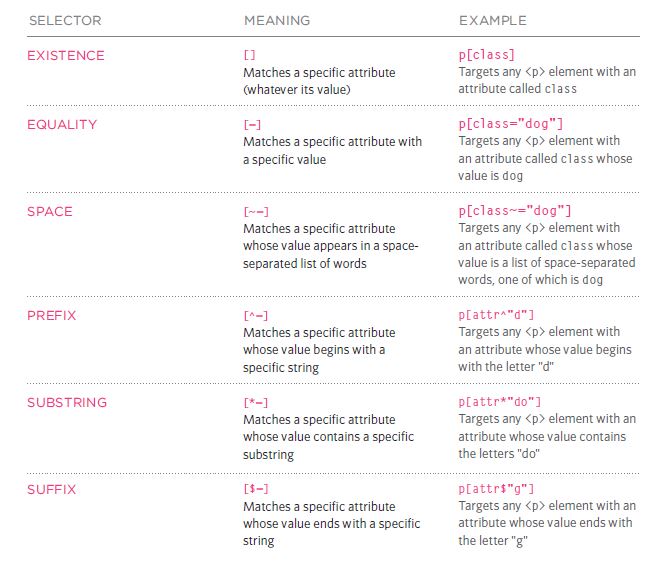 SELECTOR MEANING EXAMPLE
EXISTENCE [] p[class]
Matches a specific attribute Targets any <p> element with an
(whatever its value) attribute called class
EQUALITY [=] p[class="dog"]
Matches a specific attribute with Targets any <p> element with
a specific value an attribute called class whose
value is dog
SPACE [~=] p[class~="dog"]
Matches a specific attribute Targets any <p> element with
whose value appears in a space- an attribute called class whose
separated list of words value is a list of space-separated
words, one of which is dog
PREFIX [^=] p[attr^"d"]
Matches a specific attribute Targets any <p> element with
whose value begins with a an attribute whose value begins
specific string with the letter "d"
SUBSTRING [*=] p[attr*"do"]
Matches a specific attribute Targets any <p> element with an
whose value contains a specific attribute whose value contains
substring the letters "do"
SUFFIX [$=] p[attr$"g"]
Matches a specific attribute Targets any <p> element with an
whose value ends with a specific attribute whose value ends with
string the letter "g"